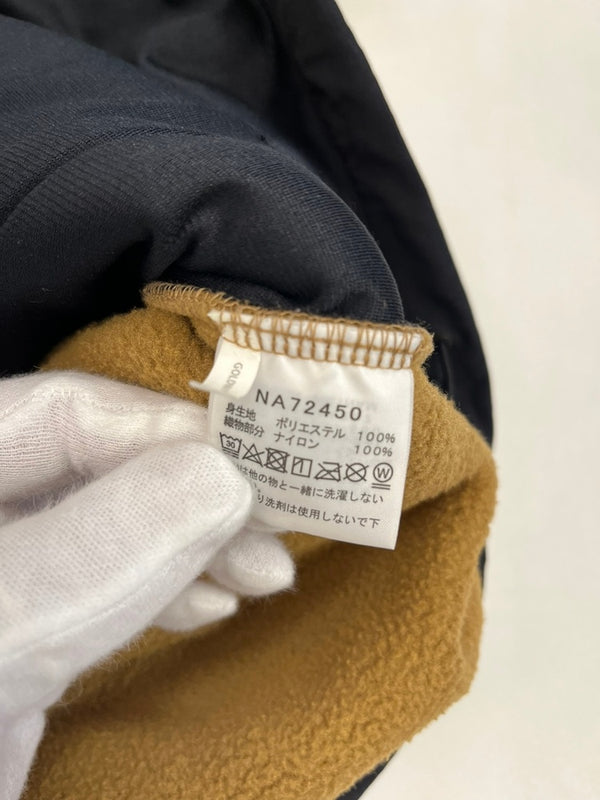 GOLD
NA72450
身生地 ポリエステル 100%
織物部分 ナイロン 100%
30 W
は他の物と一緒に洗濯しない
り洗剤は使用しないで下